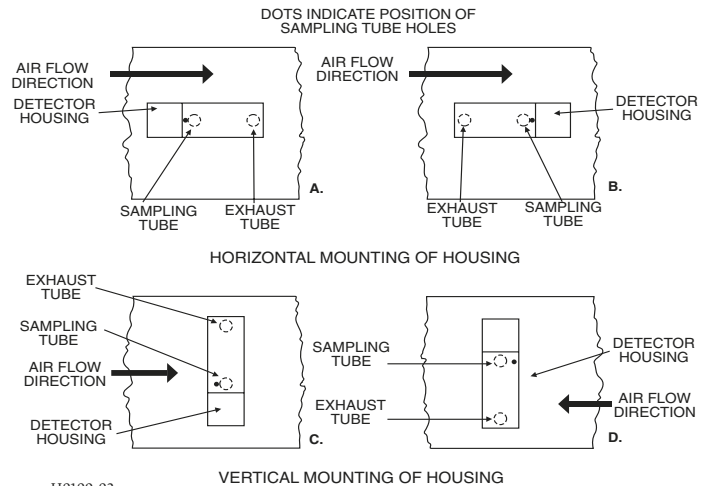 DOTS INDICATE POSITION OF
SAMPLING TUBE HOLES
AIR FLOW
DIRECTION
DETECTOR
HOUSING
SAMPLING
TUBE
EXHAUST
TUBE
A.
AIR FLOW
DIRECTION
DETECTOR
HOUSING
EXHAUST
TUBE
SAMPLING
TUBE
B.
HORIZONTAL MOUNTING OF HOUSING
EXHAUST
TUBE
SAMPLING
TUBE
AIR FLOW
DIRECTION
DETECTOR
HOUSING
C.
SAMPLING
TUBE
EXHAUST
TUBE
DETECTOR
HOUSING
AIR FLOW
DIRECTION
D.
VERTICAL MOUNTING OF HOUSING